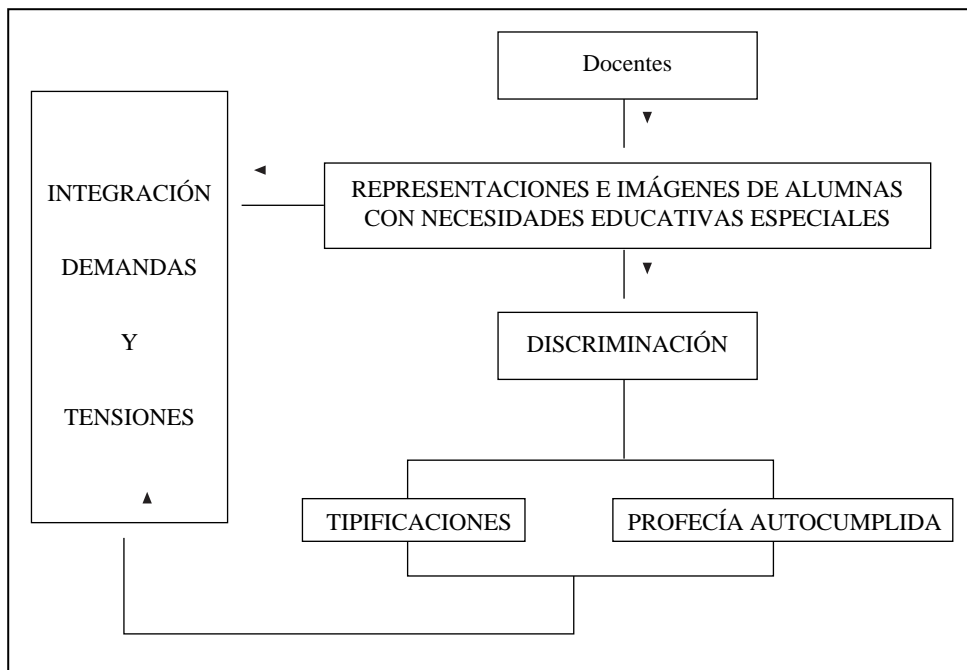 Docentes
REPRESENTACIONES E IMÁGENES DE ALUMNAS
CON NECESIDADES EDUCATIVAS ESPECIALES
INTEGRACIÓN
DEMANDAS
Y
TENSIONES
DISCRIMINACIÓN
TIPIFICACIONES
PROFECÍA AUTOCUMPLIDA